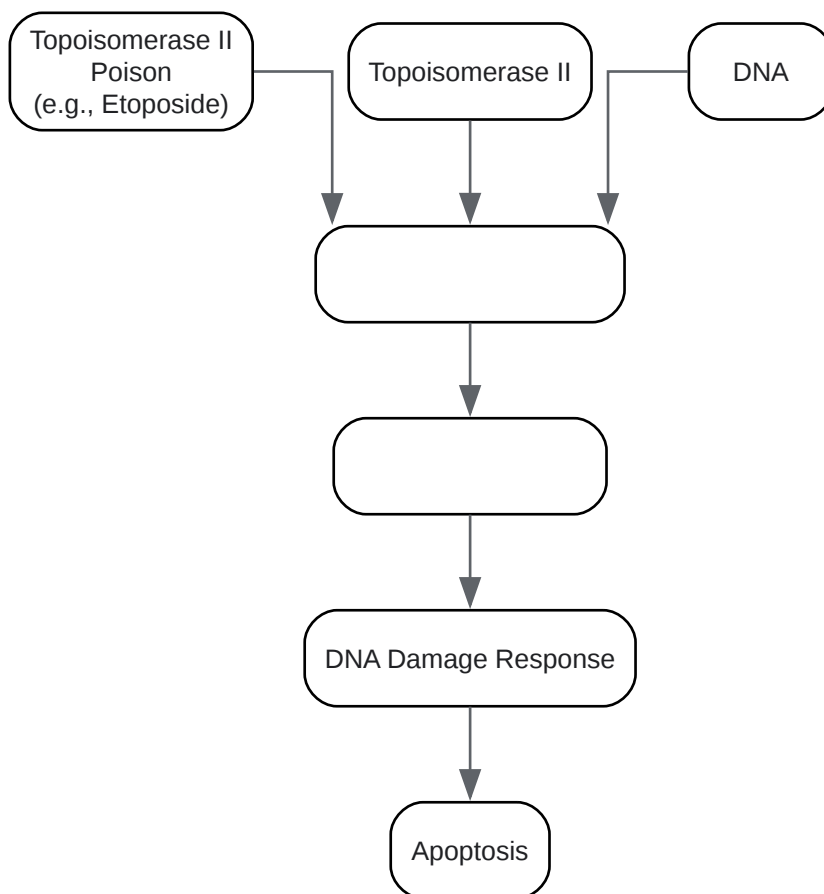 Topoisomerase II
Poison
(e.g., Etoposide)
Topoisomerase II
DNA
DNA Damage Response
Apoptosis